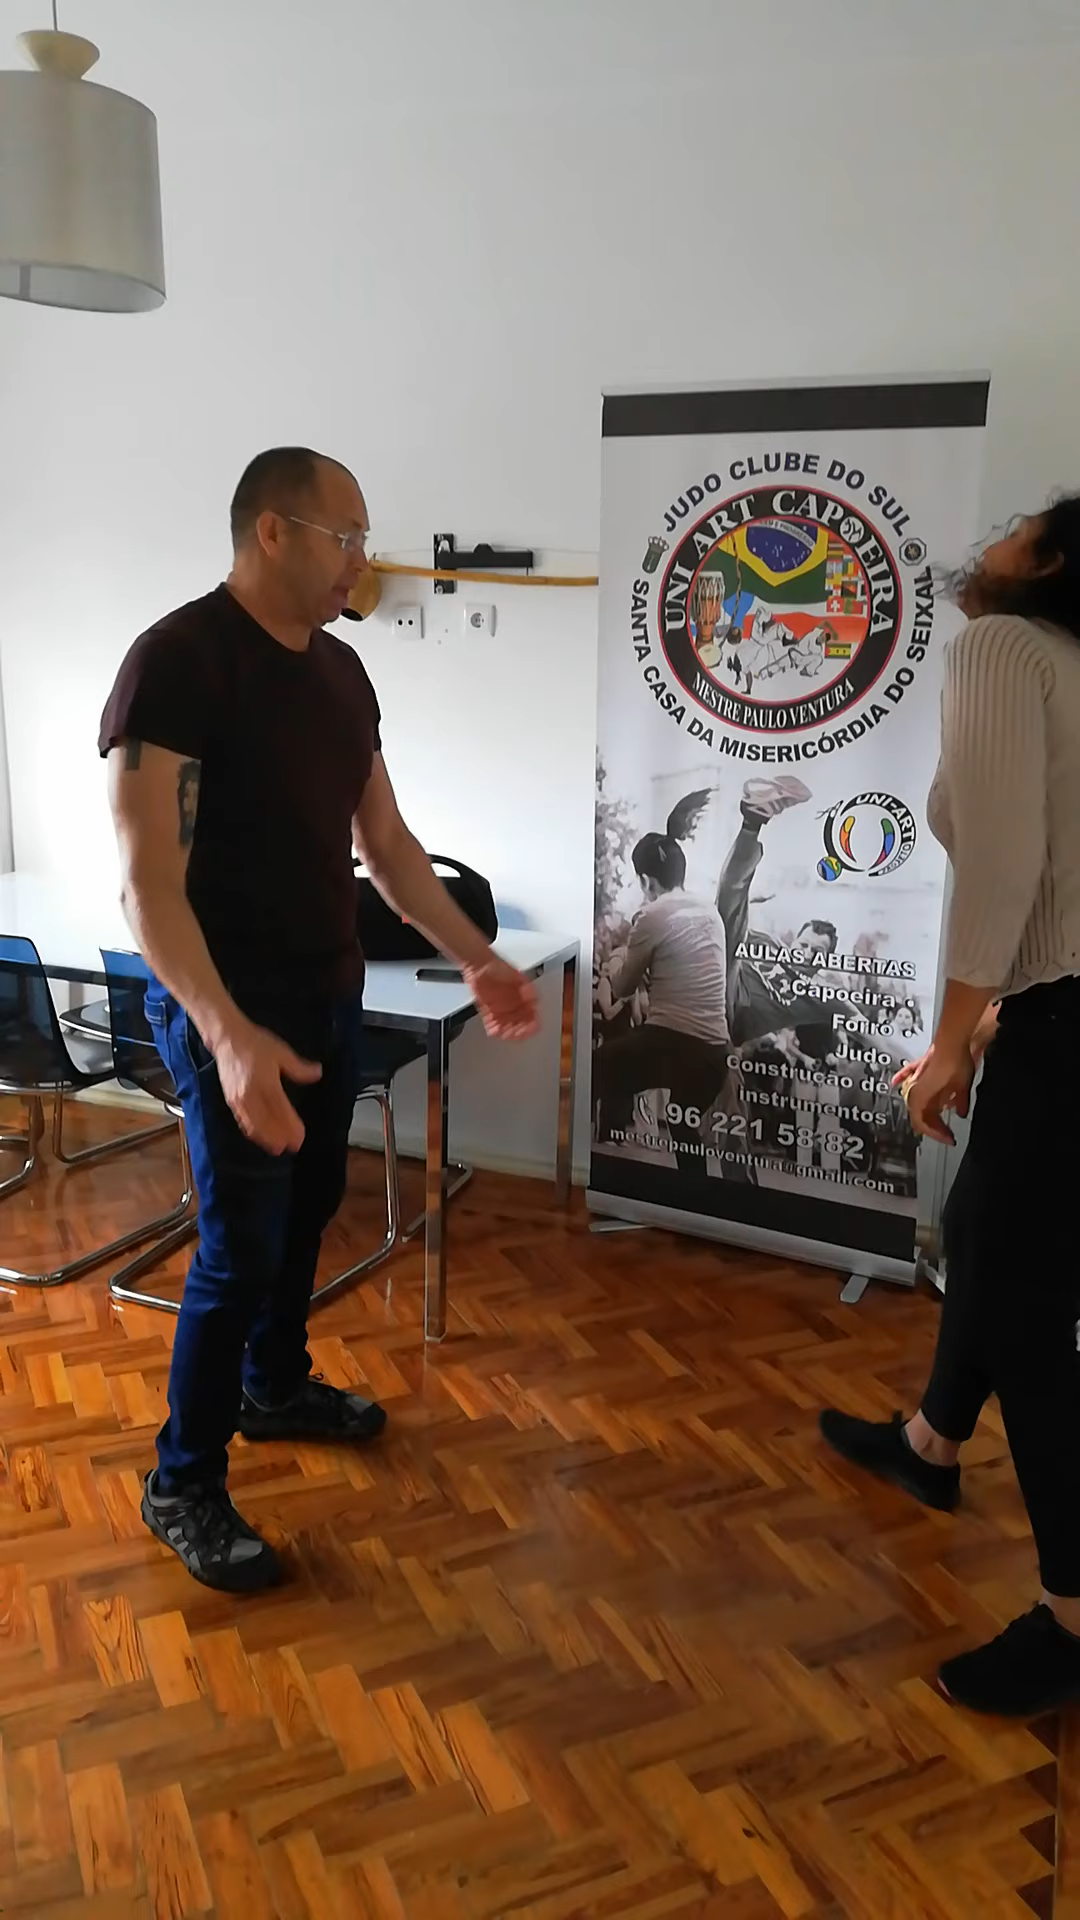 JUDO CLUBE DO SUL
SANTA CASA DA MISERICÓRDIA DO SEIXAL
UNI ART CAPOEIRA
MESTRE PAULO VENTURA
UNI-ART
PROJETO
AULAS ABERTAS
Capoeira •
Forró •
Judo •
Construção de •
instrumentos
96 221 58 82
mestrepauloventura@gmail.com